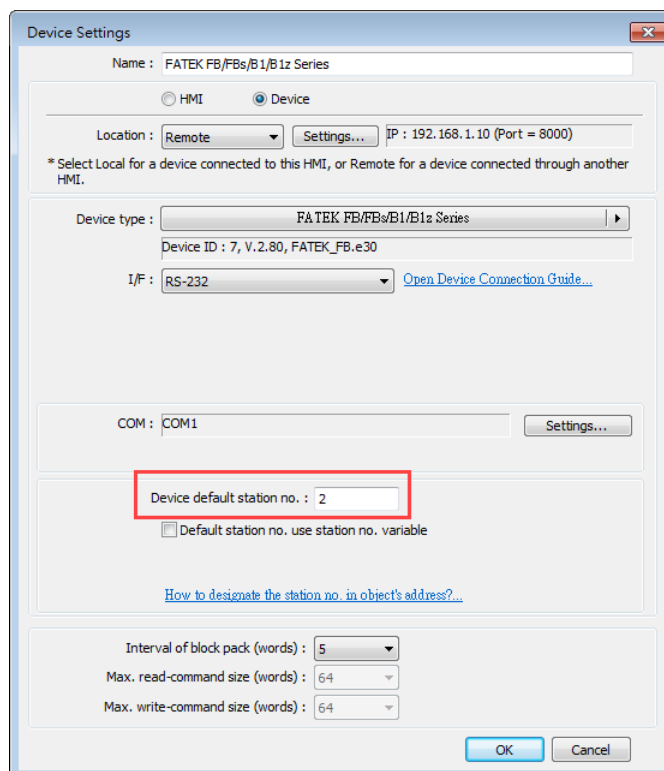 Device Settings
Name : FATEK FB/FBs/B1/B1z Series
HMI Device
Location : Remote Settings... IP : 192.168.1.10 (Port = 8000)
* Select Local for a device connected to this HMI, or Remote for a device connected through another
HMI.
Device type : FATEK FB/FBs/B1/B1z Series
Device ID : 7, V.2.80, FATEK_FB.e30
I/F : RS-232 Open Device Connection Guide...
COM : COM1 Settings...
Device default station no. : 2
Default station no. use station no. variable
How to designate the station no. in object's address?...
Interval of block pack (words) : 5
Max. read-command size (words) : 64
Max. write-command size (words) : 64
OK Cancel